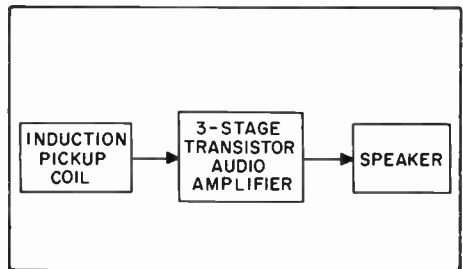 INDUCTION
PICKUP
COIL
3-STAGE
TRANSISTOR
AUDIO
AMPLIFIER
SPEAKER